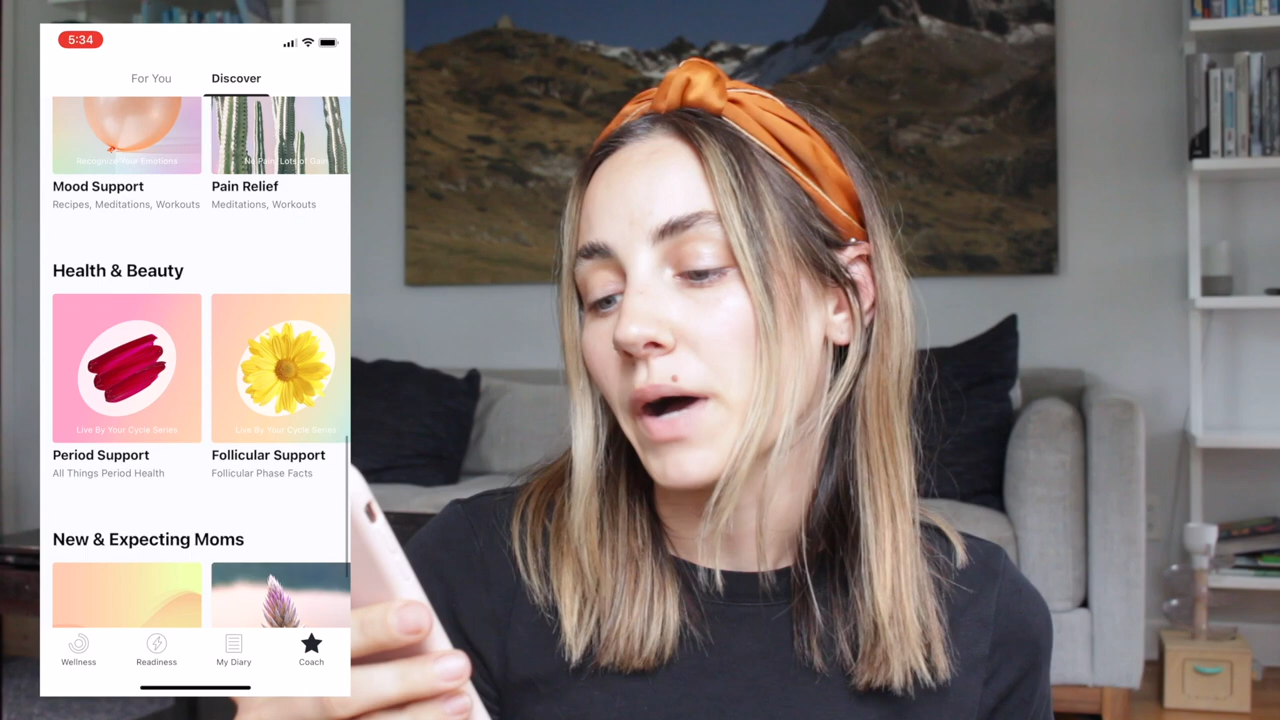 5:34
For You
Discover
Recognize Your Emotions
No Pain, Lots of Gain
Mood Support
Pain Relief
Recipes, Meditations, Workouts
Meditations, Workouts
Health & Beauty
Live By Your Cycle Series
Live By Your Cycle Series
Period Support
Follicular Support
All Things Period Health
Follicular Phase Facts
New & Expecting Moms
Wellness
Readiness
My Diary
Coach